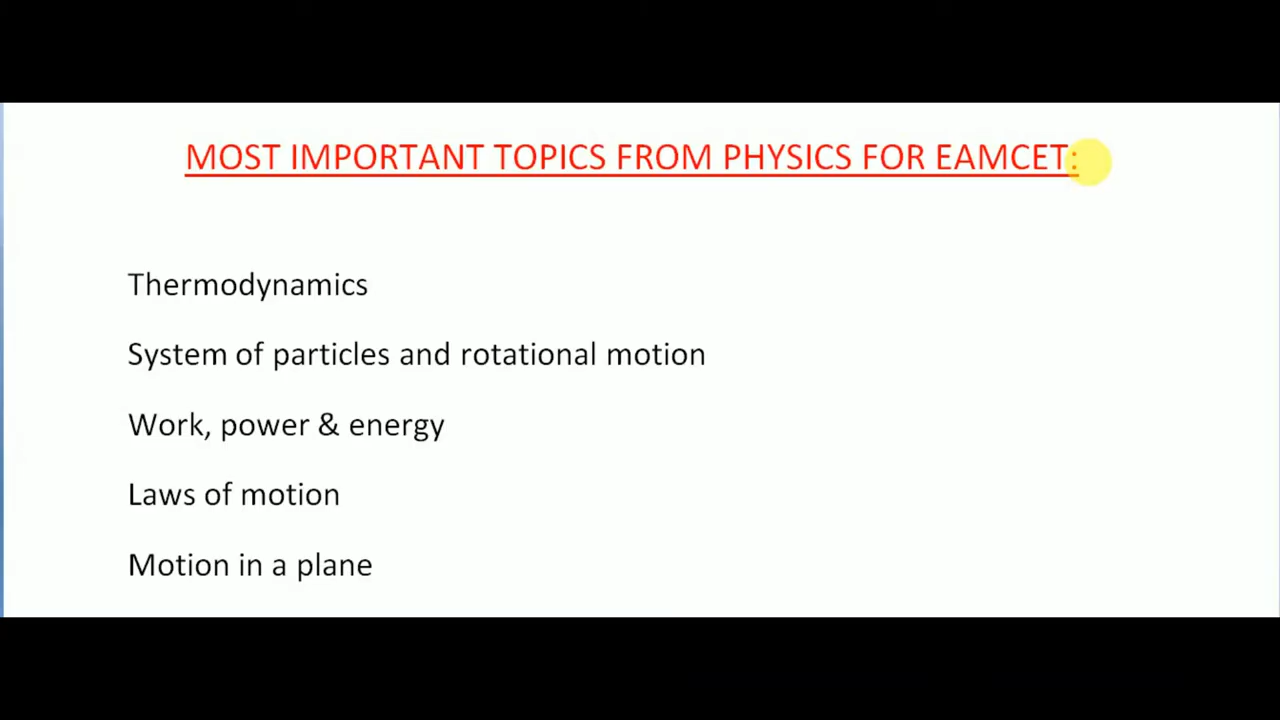 MOST IMPORTANT TOPICS FROM PHYSICS FOR EAMCET:
Thermodynamics
System of particles and rotational motion
Work, power & energy
Laws of motion
Motion in a plane